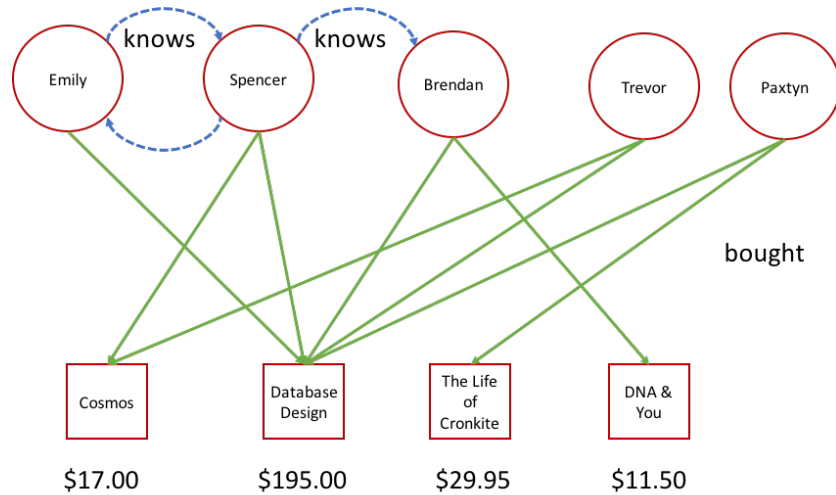 knows
knows
Emily
Spencer
Brendan
Trevor
Paxtyn
bought
Cosmos
Database
Design
The Life
of
Cronkite
DNA &
You
$17.00
$195.00
$29.95
$11.50